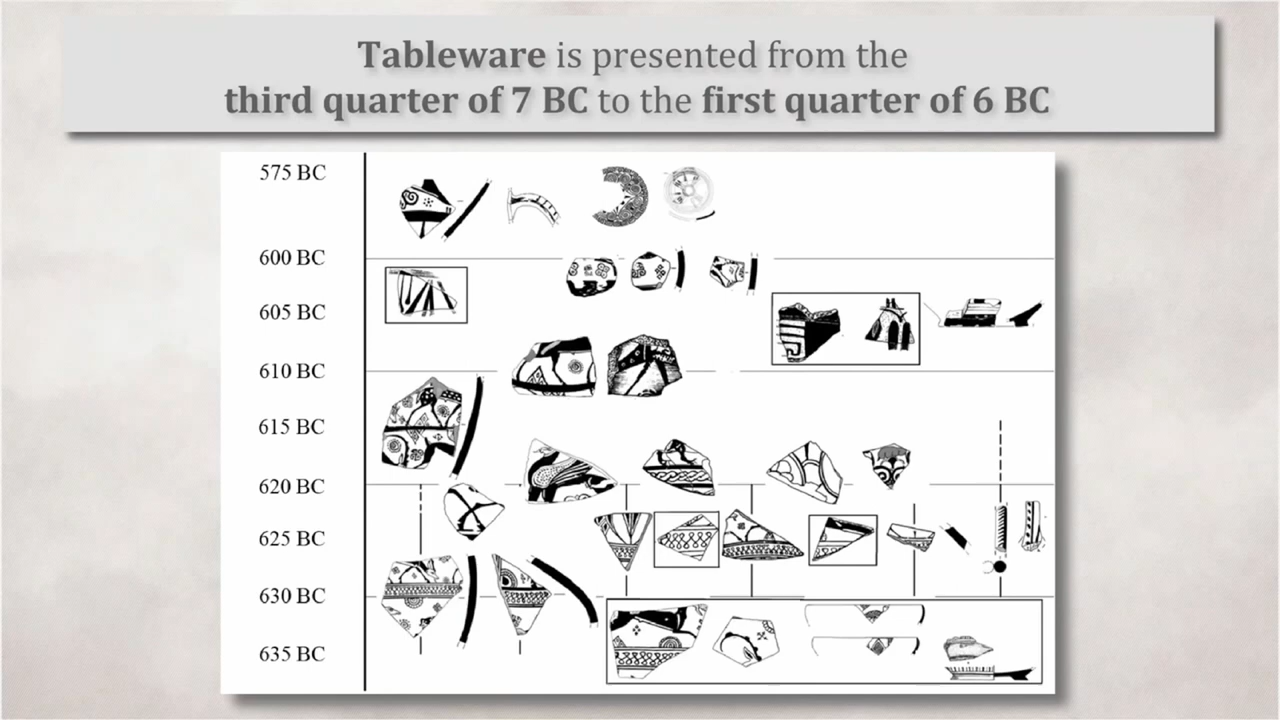 Tableware is presented from the
third quarter of 7 BC to the first quarter of 6 BC
575 BC
600 BC
605 BC
610 BC
615 BC
620 BC
625 BC
630 BC
635 BC